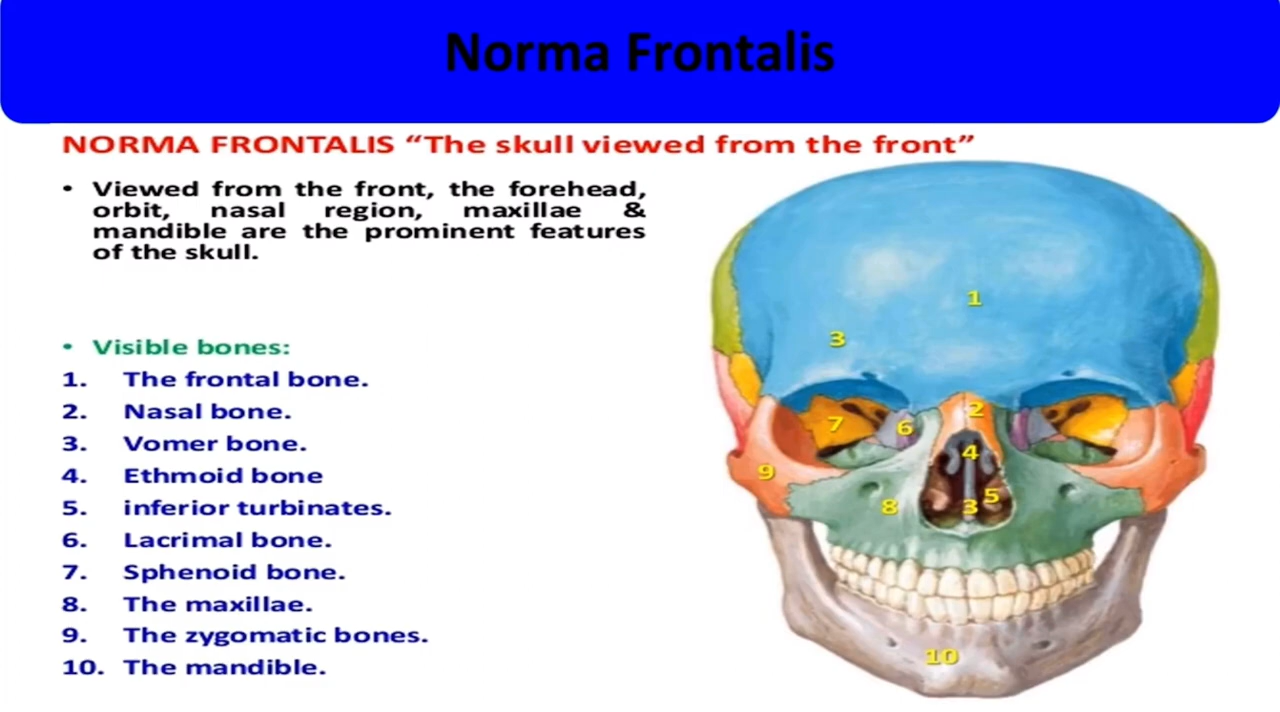 Norma Frontalis
NORMA FRONTALIS “The skull viewed from the front”
• Viewed from the front, the forehead,
orbit, nasal region, maxillae &
mandible are the prominent features
of the skull.
• Visible bones:
1. The frontal bone.
2. Nasal bone.
3. Vomer bone.
4. Ethmoid bone
5. inferior turbinates.
6. Lacrimal bone.
7. Sphenoid bone.
8. The maxillae.
9. The zygomatic bones.
10. The mandible.
1
3
2
7
6
4
9
5
8
3
10